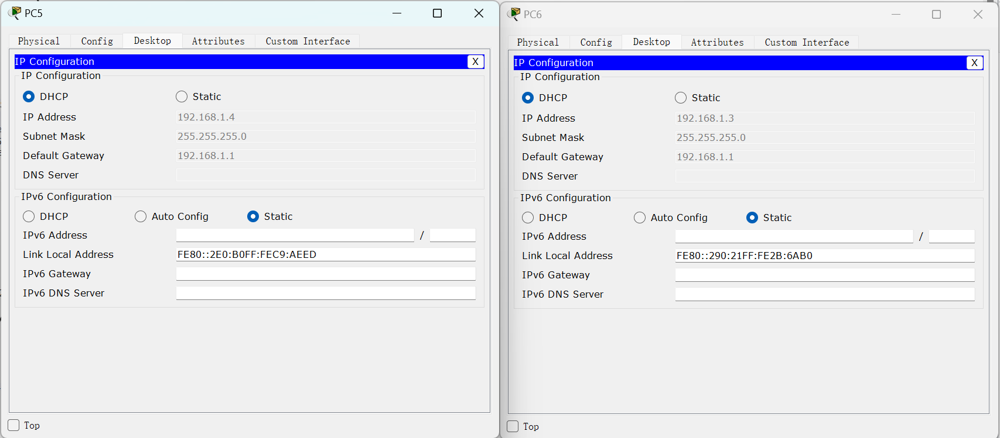 PC5
Physical Config Desktop Attributes Custom Interface
IP Configuration X
IP Configuration
DHCP Static
IP Address 192.168.1.4
Subnet Mask 255.255.255.0
Default Gateway 192.168.1.1
DNS Server
IPv6 Configuration
DHCP Auto Config Static
IPv6 Address /
Link Local Address FE80::2E0:B0FF:FEC9:AEED
IPv6 Gateway
IPv6 DNS Server
Top
PC6
Physical Config Desktop Attributes Custom Interface
IP Configuration X
IP Configuration
DHCP Static
IP Address 192.168.1.3
Subnet Mask 255.255.255.0
Default Gateway 192.168.1.1
DNS Server
IPv6 Configuration
DHCP Auto Config Static
IPv6 Address /
Link Local Address FE80::290:21FF:FE2B:6AB0
IPv6 Gateway
IPv6 DNS Server
Top